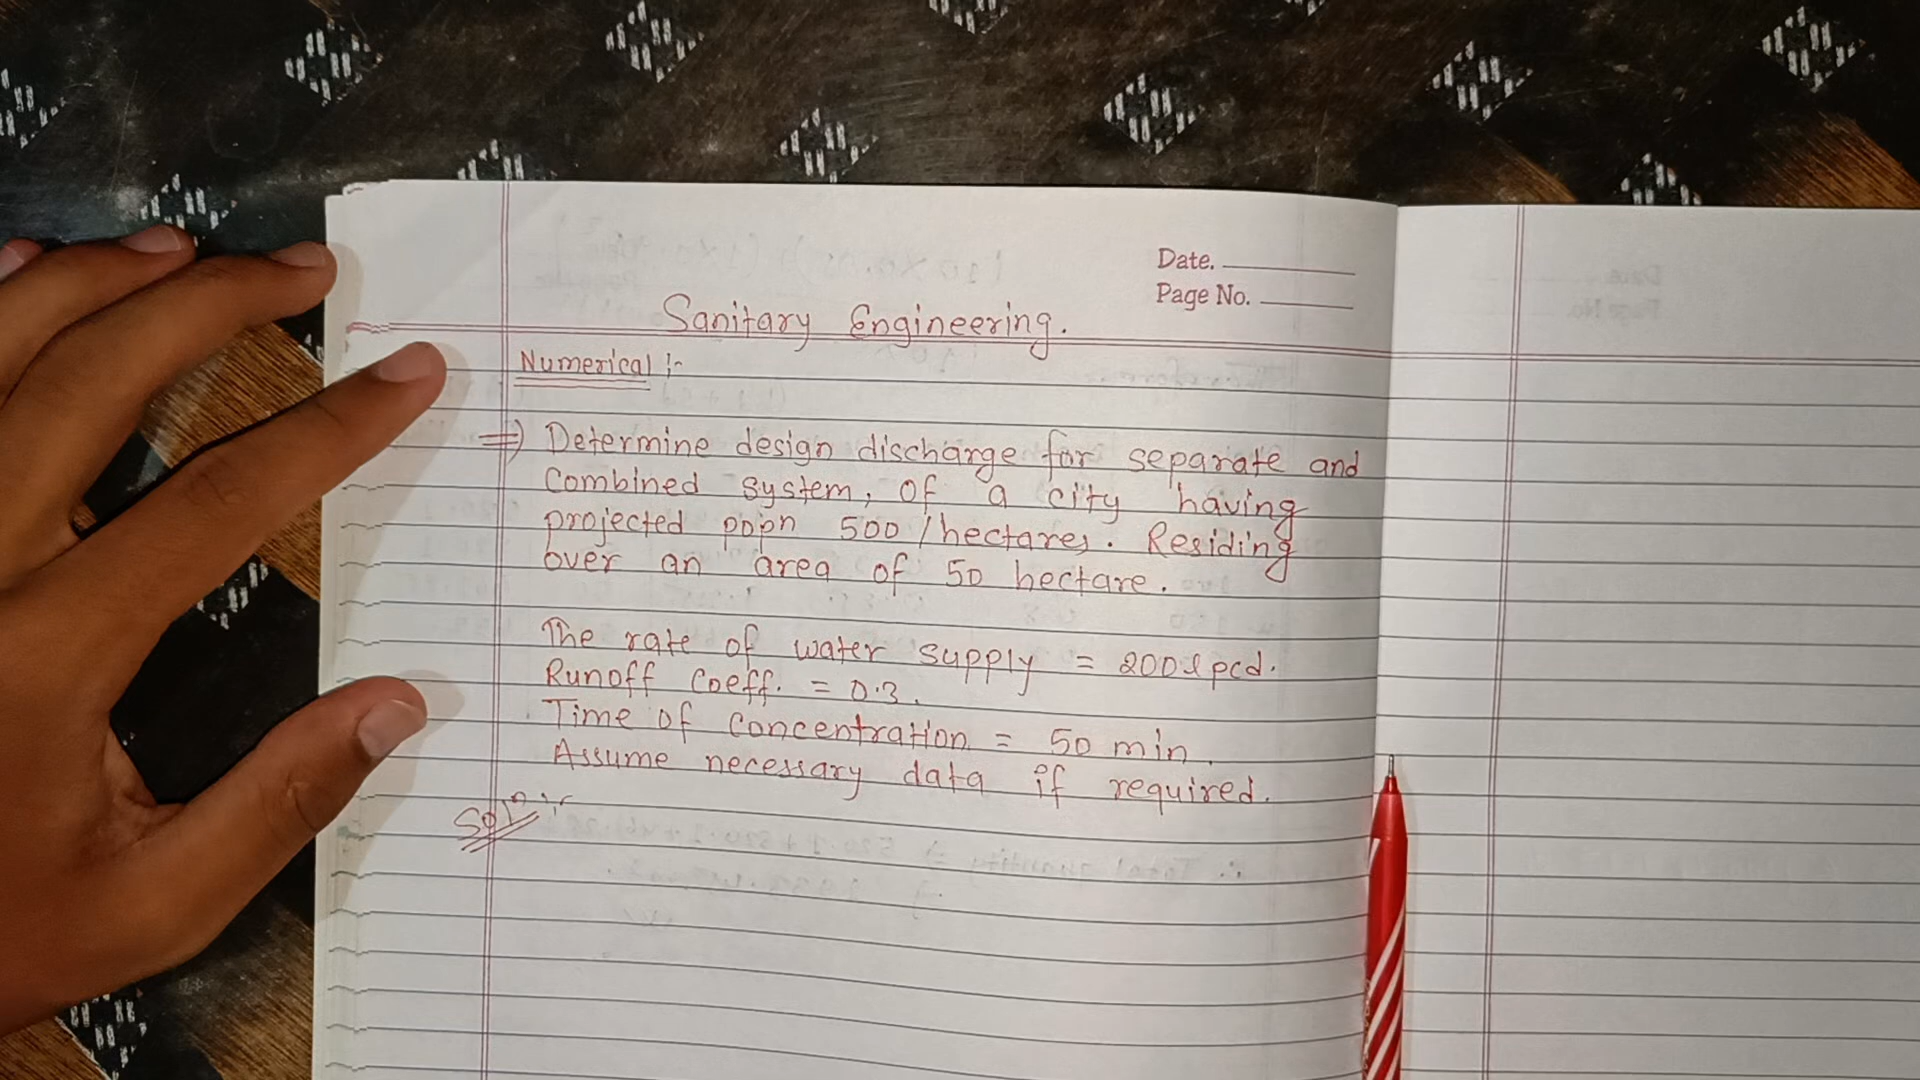 Date.
Page No.
Sanitary Engineering.
Numerical :-
=) Determine design discharge for separate and
Combined system, of a city having
projected popn 500/hectares. Residing
over an area of 50 hectare.
The rate of water supply = 200 lpcd.
Runoff Coeff. = 0.3.
Time of Concentration = 50 min.
Assume necessary data if required.
Soln :-